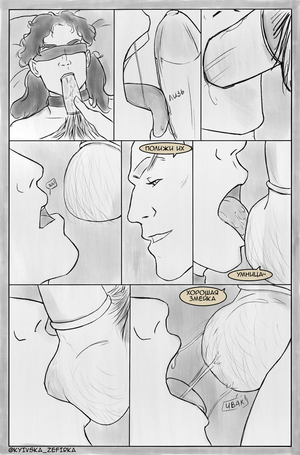 ЛИЗЬ
ПОЛИЖИ ИХ
УМНИЦА~
ХОРОШАЯ
ЗМЕЙКА
ЧВАК
@KYIVSKA_ZEFIRKA